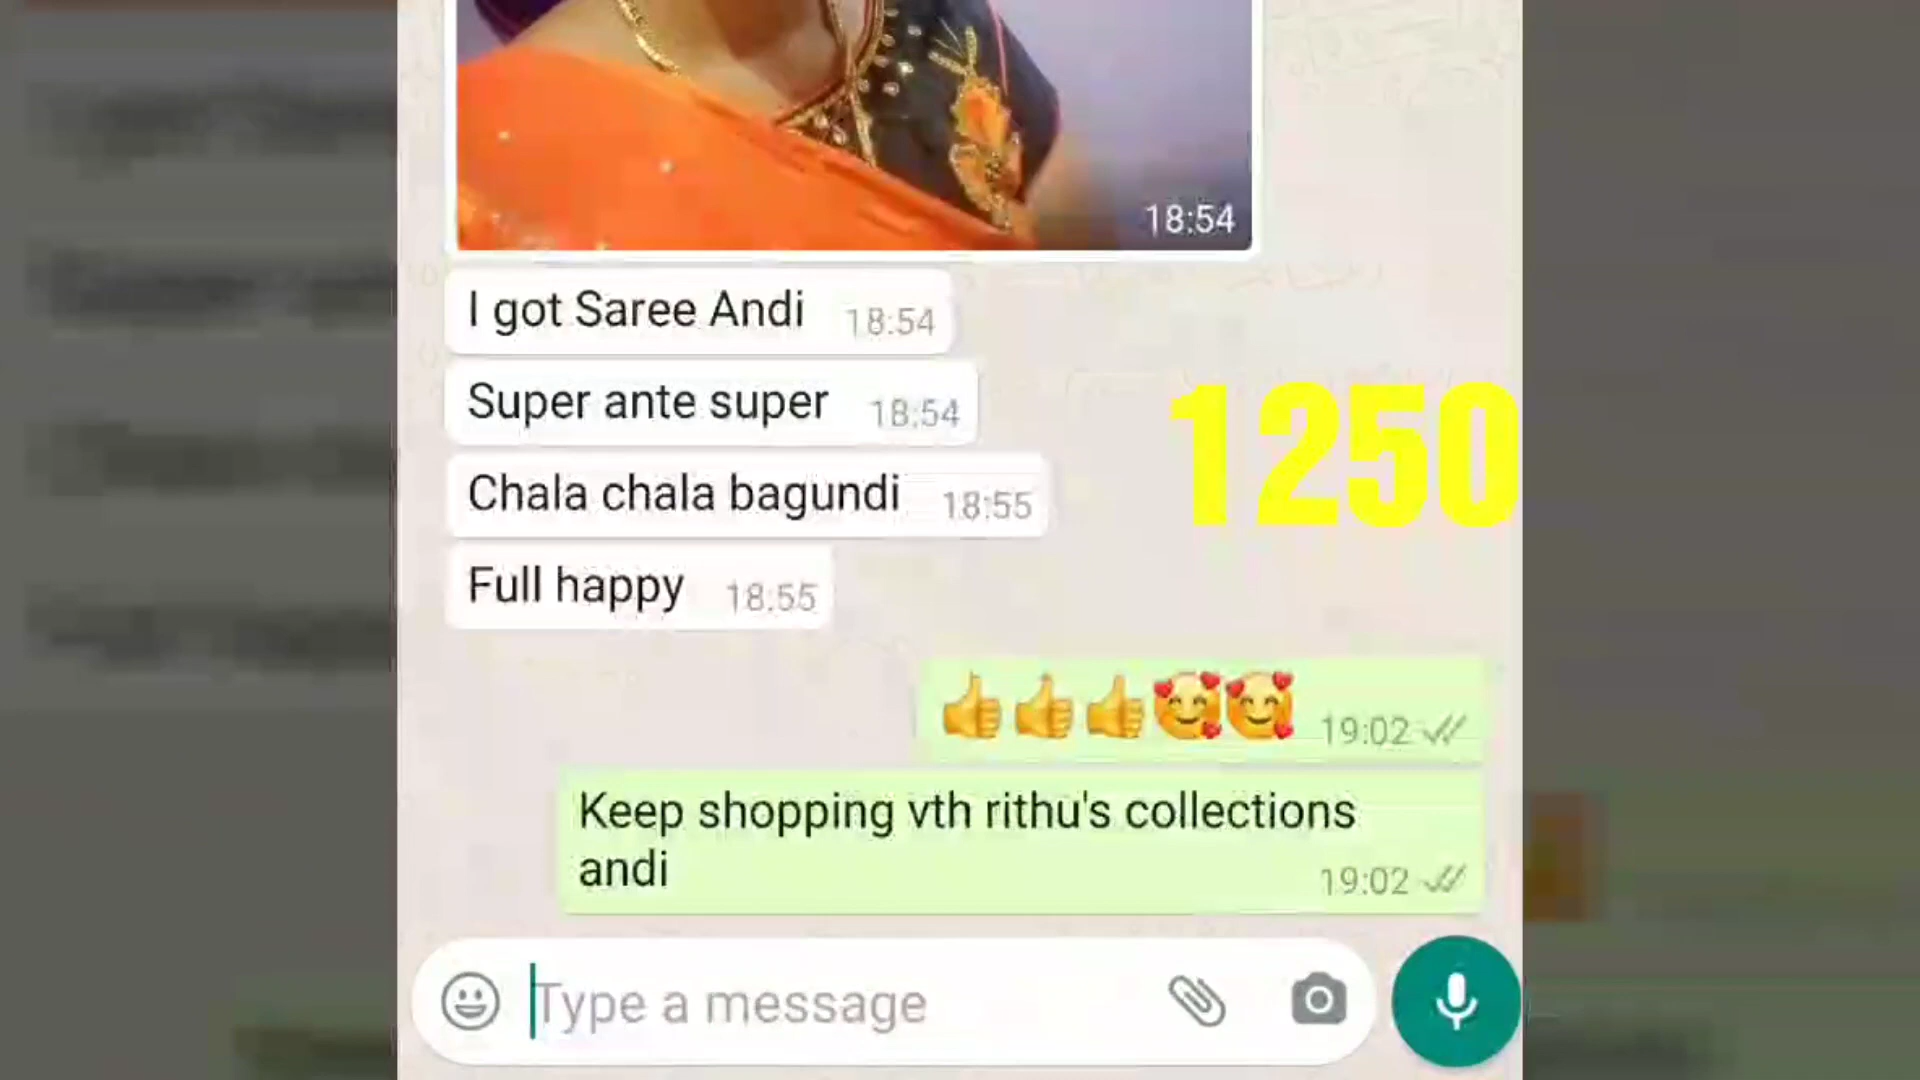 18:54
I got Saree Andi 18:54
Super ante super 18:54
1250
Chala chala bagundi 18:55
Full happy 18:55
👍👍👍🥰🥰 19:02
Keep shopping vth rithu's collections
andi 19:02
Type a message